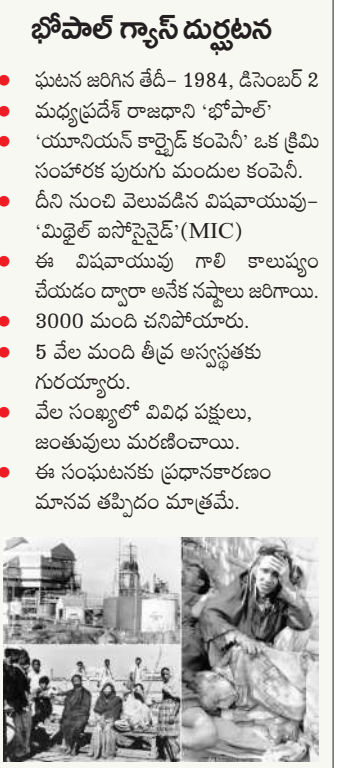 భోపాల్ గ్యాస్ దుర్ఘటన
ఘటన జరిగిన తేదీ– 1984, డిసెంబర్ 2
మధ్యప్రదేశ్ రాజధాని ‘భోపాల్’
‘యూనియన్ కార్బైడ్ కంపెనీ’ ఒక క్రిమి
సంహారక పురుగు మందుల కంపెనీ.
దీని నుంచి వెలువడిన విషవాయువు–
‘మిథైల్ ఐసోసైనైడ్’(MIC)
ఈ విషవాయువు గాలి కాలుష్యం
చేయడం ద్వారా అనేక నష్టాలు జరిగాయి.
3000 మంది చనిపోయారు.
5 వేల మంది తీవ్ర అస్వస్థతకు
గురయ్యారు.
వేల సంఖ్యలో వివిధ పక్షులు,
జంతువులు మరణించాయి.
ఈ సంఘటనకు ప్రధానకారణం
మానవ తప్పిదం మాత్రమే.